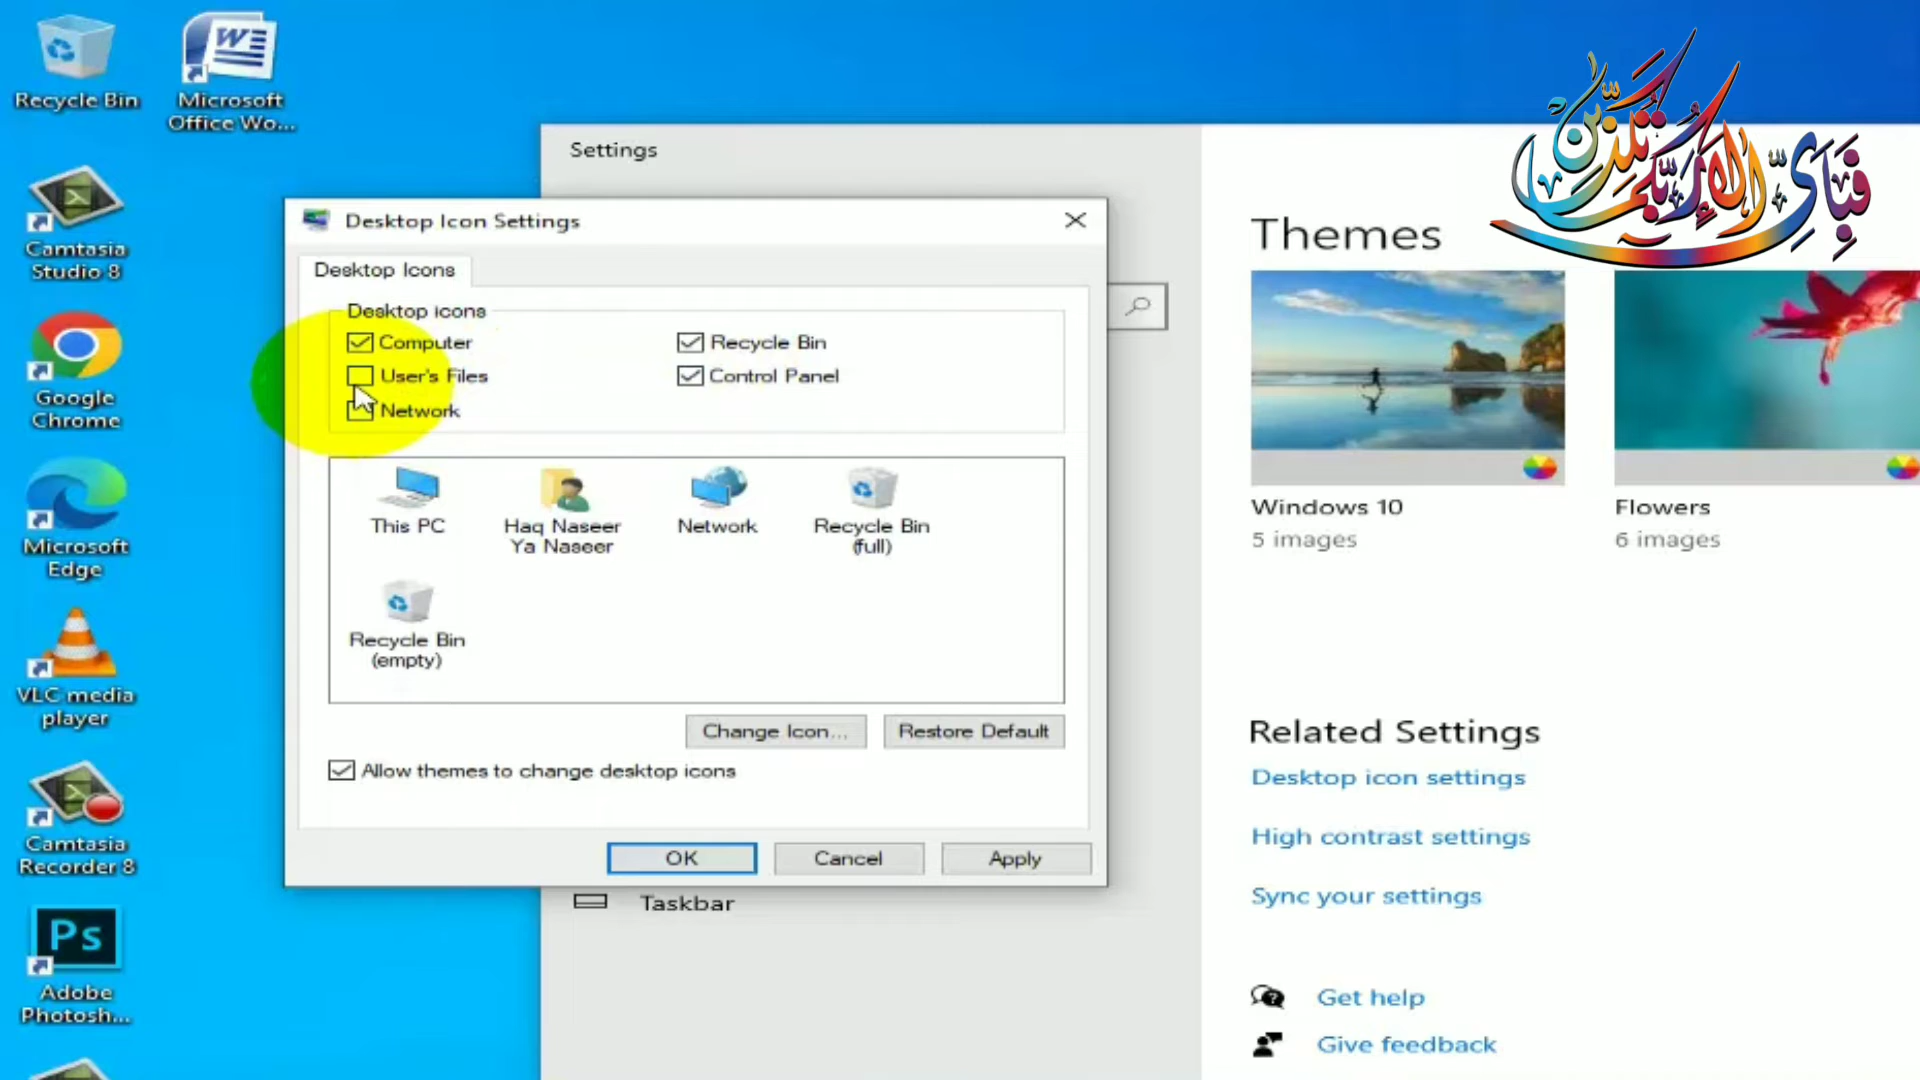 Recycle Bin
Microsoft
Office Wo...
Camtasia
Studio 8
Google
Chrome
Microsoft
Edge
VLC media
player
Camtasia
Recorder 8
Ps
Adobe
Photosh...
Settings
Desktop Icon Settings
Desktop Icons
Desktop icons
Computer
Recycle Bin
User's Files
Control Panel
Network
This PC
Haq Naseer
Ya Naseer
Network
Recycle Bin
(full)
Recycle Bin
(empty)
Change Icon...
Restore Default
Allow themes to change desktop icons
OK
Cancel
Apply
Taskbar
فَبِأَيِّ آلَاءِ رَبِّكُمَا تُكَذِّبَانِ
Themes
Windows 10
5 images
Flowers
6 images
Related Settings
Desktop icon settings
High contrast settings
Sync your settings
Get help
Give feedback